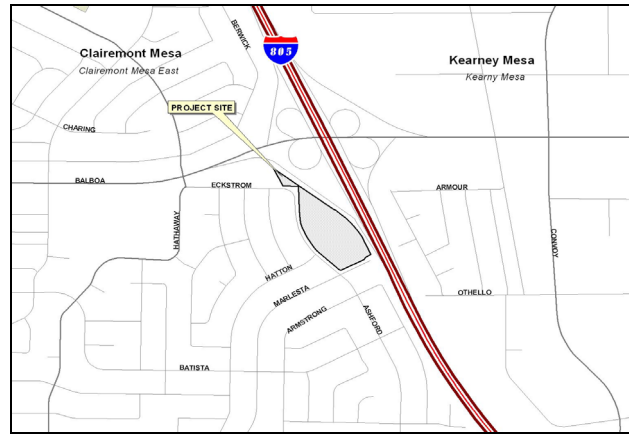 BERWICK
Clairemont Mesa
Clairemont Mesa East
805
Kearney Mesa
Kearny Mesa
PROJECT SITE
CHARING
BALBOA
ECKSTROM
ARMOUR
HATHAWAY
CONVOY
HATTON
MARLESTA
OTHELLO
ARMSTRONG
ASHFORD
BATISTA